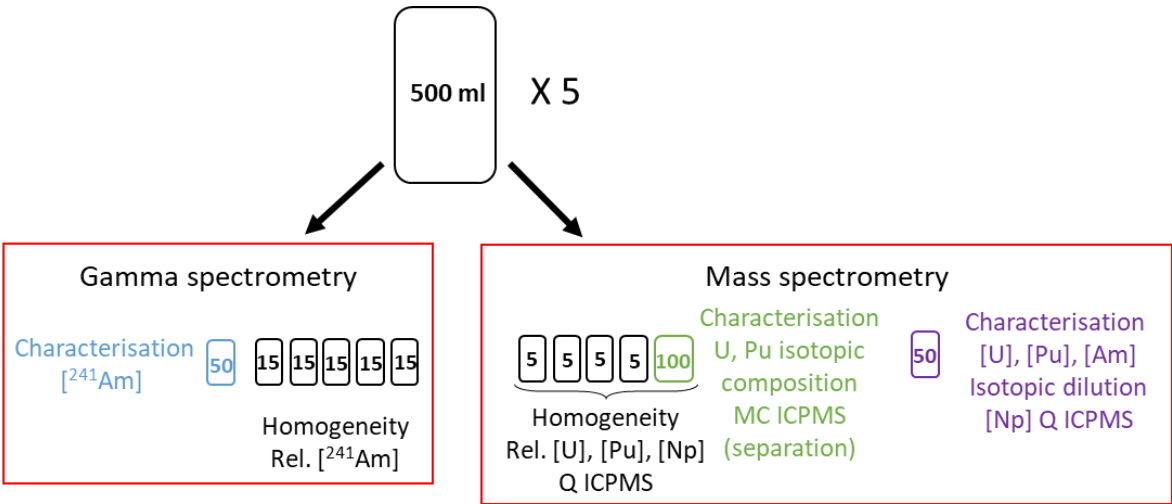 500 ml
X 5
Gamma spectrometry
Characterisation
[²⁴¹Am]
50
15 15 15 15 15
Homogeneity
Rel. [²⁴¹Am]
Mass spectrometry
5 5 5 5 100
Homogeneity
Rel. [U], [Pu], [Np]
Q ICPMS
Characterisation
U, Pu isotopic
composition
MC ICPMS
(separation)
50
Characterisation
[U], [Pu], [Am]
Isotopic dilution
[Np] Q ICPMS